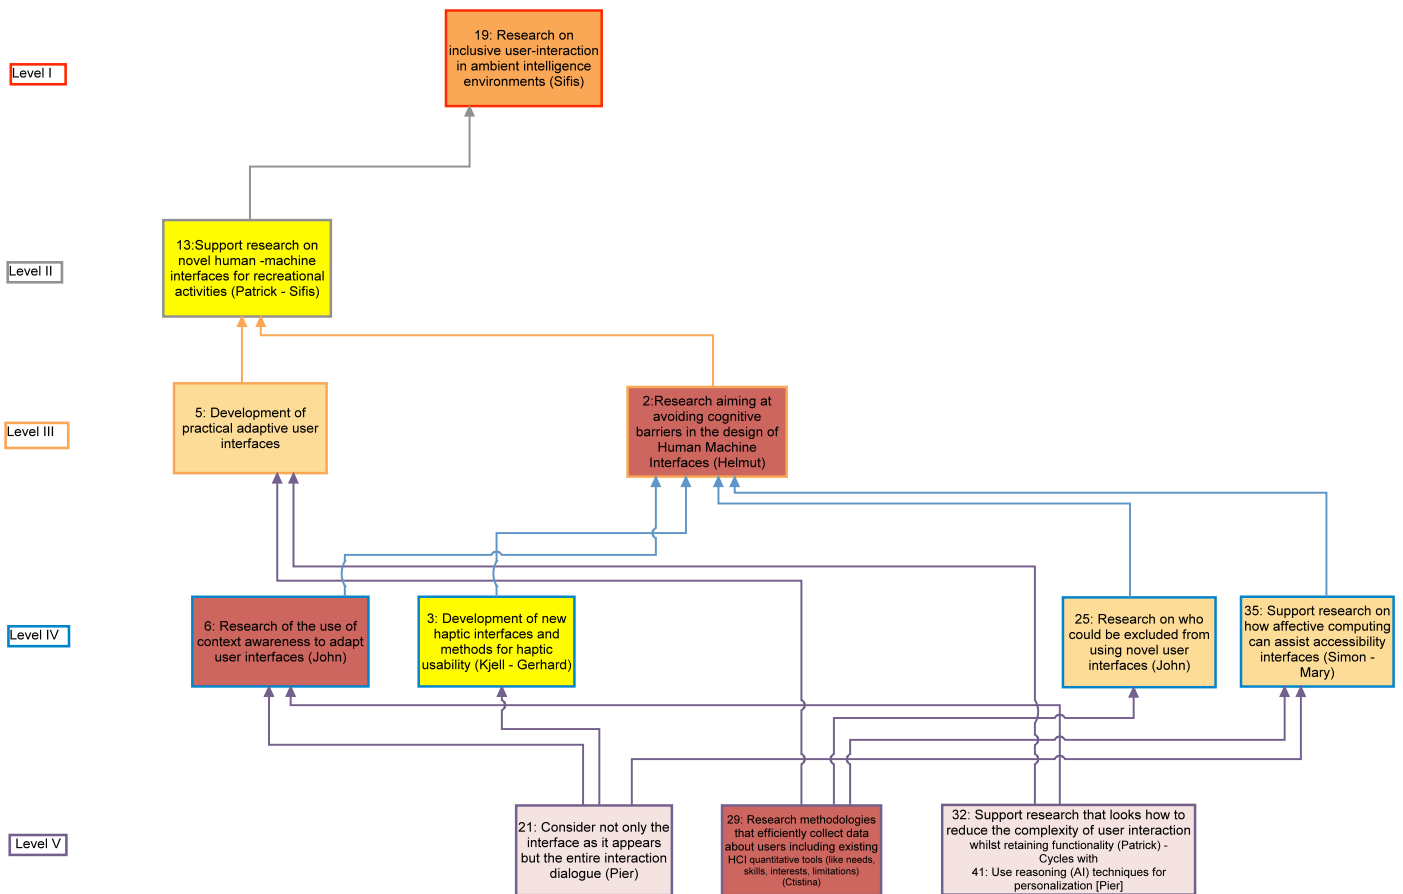 19: Research on
inclusive user-interaction
in ambient intelligence
environments (Sifis)
Level I
13:Support research on
novel human -machine
interfaces for recreational
activities (Patrick - Sifis)
Level II
5: Development of
practical adaptive user
interfaces
2:Research aiming at
avoiding cognitive
barriers in the design of
Human Machine
Interfaces (Helmut)
Level III
6: Research of the use of
context awareness to adapt
user interfaces (John)
3: Development of new
haptic interfaces and
methods for haptic
usability (Kjell - Gerhard)
25: Research on who
could be excluded from
using novel user
interfaces (John)
35: Support research on
how affective computing
can assist accessibility
interfaces (Simon -
Mary)
Level IV
21: Consider not only the
interface as it appears
but the entire interaction
dialogue (Pier)
29: Research methodologies
that efficiently collect data
about users including existing
HCI quantitative tools (like needs,
skills, interests, limitations)
(Ctistina)
32: Support research that looks how to
reduce the complexity of user interaction
whilst retaining functionality (Patrick) -
Cycles with
41: Use reasoning (AI) techniques for
personalization [Pier]
Level V